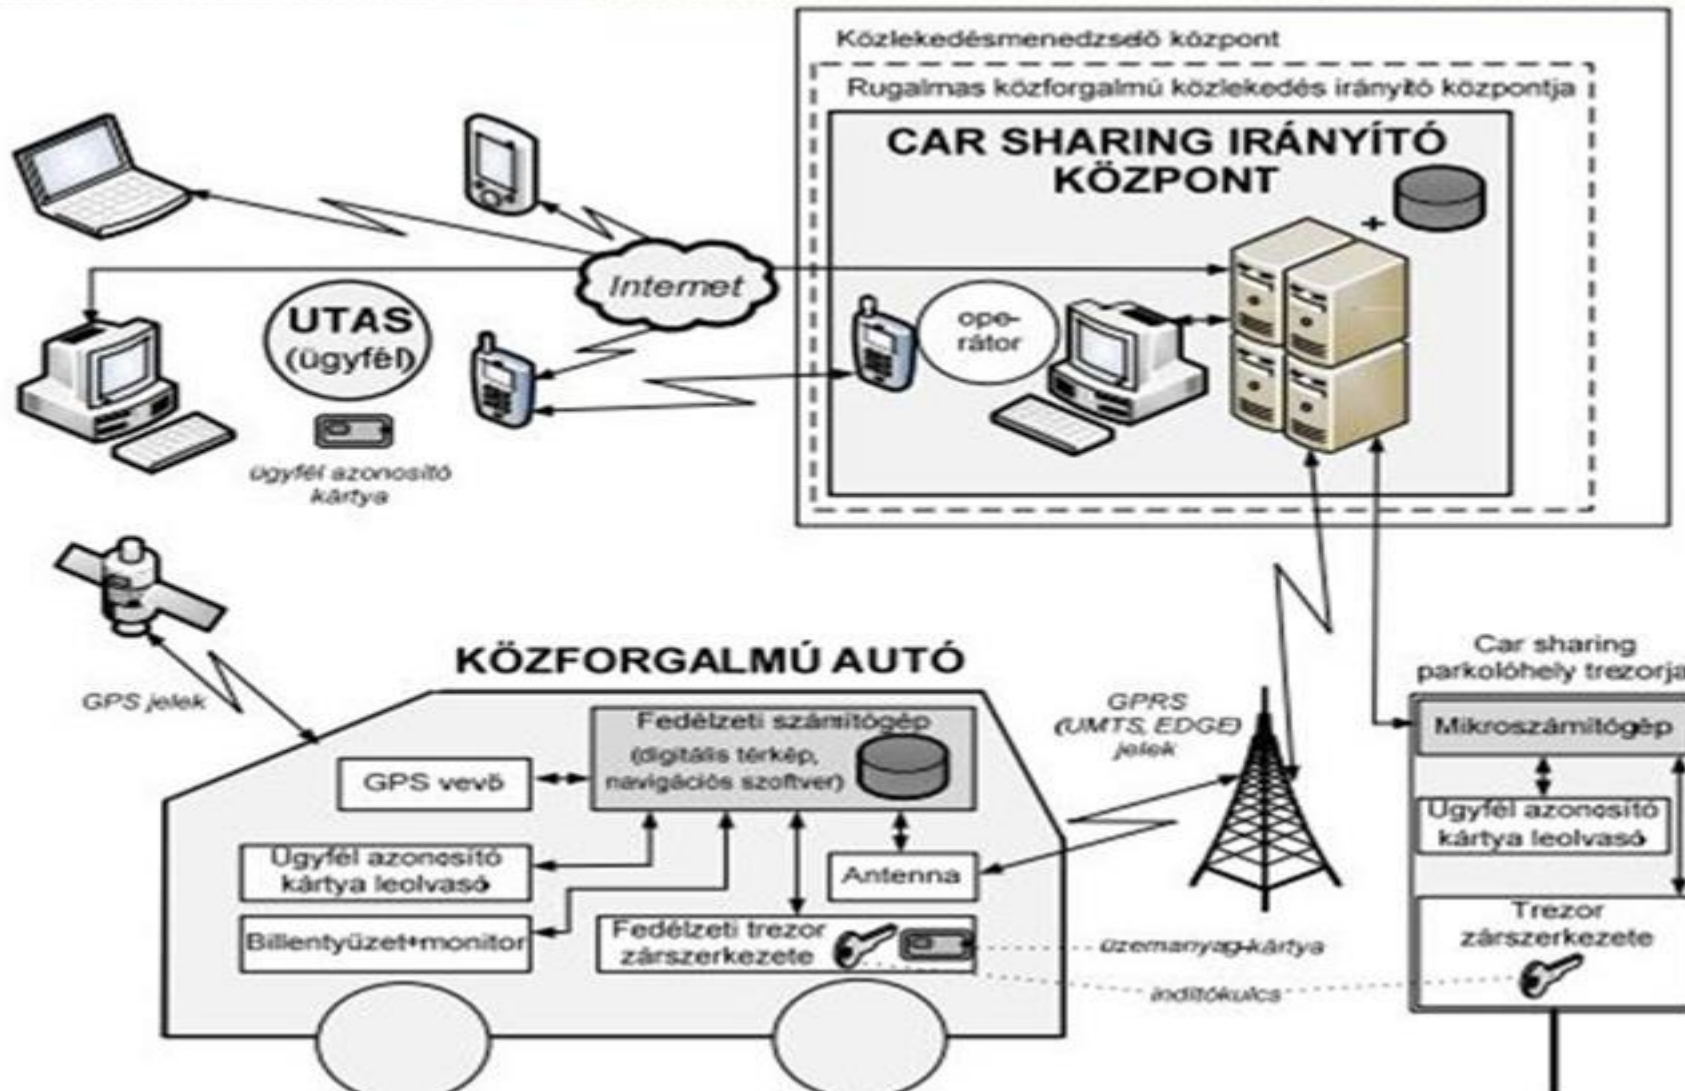 Közlekedésmenedzselő központ
Rugalmas közforgalmú közlekedés irányító központja
CAR SHARING IRÁNYÍTÓ
KÖZPONT
+
Internet
UTAS
(ügyfél)
ope-
rátor
ügyfél azonosító
kártya
GPS jelek
KÖZFORGALMÚ AUTÓ
GPRS
(UMTS, EDGE)
jelek
Car sharing
parkolóhely trezorja
Fedélzeti számítógép
(digitális térkép,
navigációs szoftver)
GPS vevő
Mikroszámítógép
Ügyfél azonosító
kártya leolvasó
Antenna
Ügyfél azonosító
kártya leolvasó
Billentyűzet+monitor
Fedélzeti trezor
zárszerkezete
üzemanyag-kártya
indítókulcs
Trezor
zárszerkezete